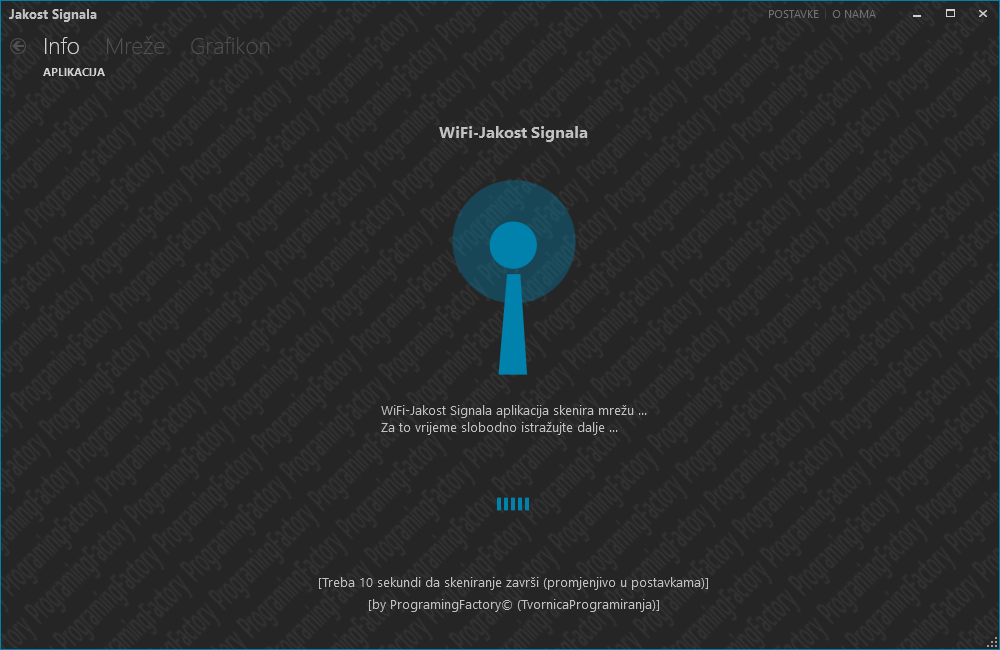 Jakost Signala
POSTAVKE | O NAMA
Info Mreže Grafikon
APLIKACIJA
WiFi-Jakost Signala
WiFi-Jakost Signala aplikacija skenira mrežu ...
Za to vrijeme slobodno istražujte dalje ...
[Treba 10 sekundi da skeniranje završi (promjenjivo u postavkama)]
[by ProgramingFactory© (TvornicaProgramiranja)]
ProgramingFactory